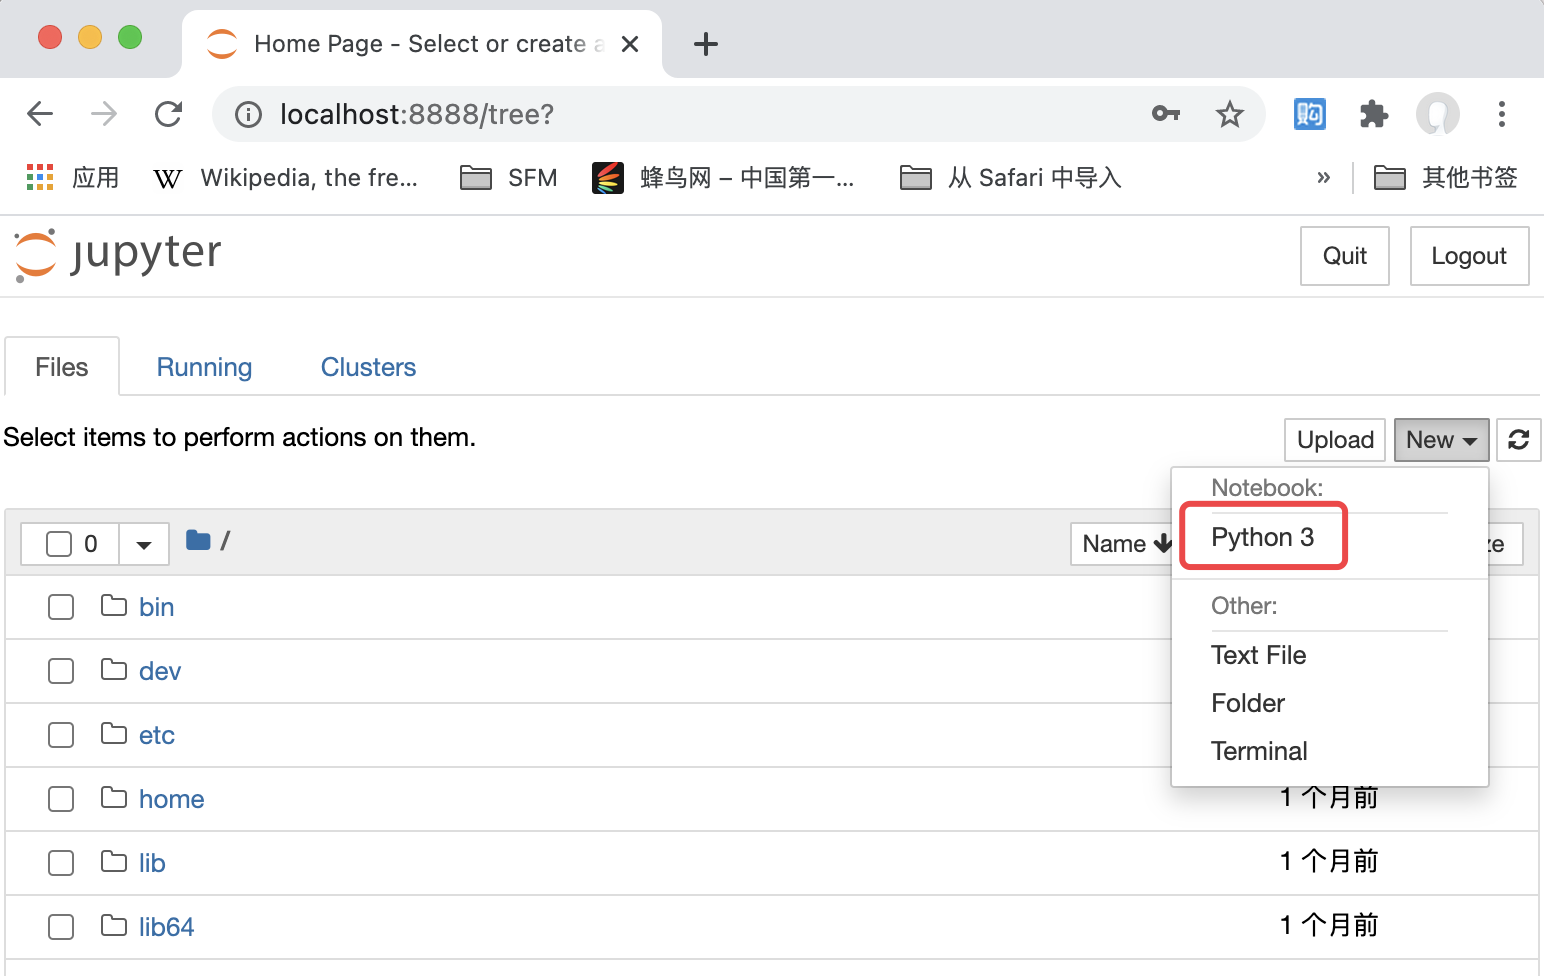 Home Page - Select or create a
localhost:8888/tree?
购
应用
W Wikipedia, the fre...
SFM
蜂鸟网 – 中国第一...
从 Safari 中导入
»
其他书签
jupyter
Quit
Logout
Files
Running
Clusters
Select items to perform actions on them.
Upload
New
Notebook:
Python 3
Other:
Text File
Folder
Terminal
0
/
Name
ze
bin
dev
etc
home
1 个月前
lib
1 个月前
lib64
1 个月前